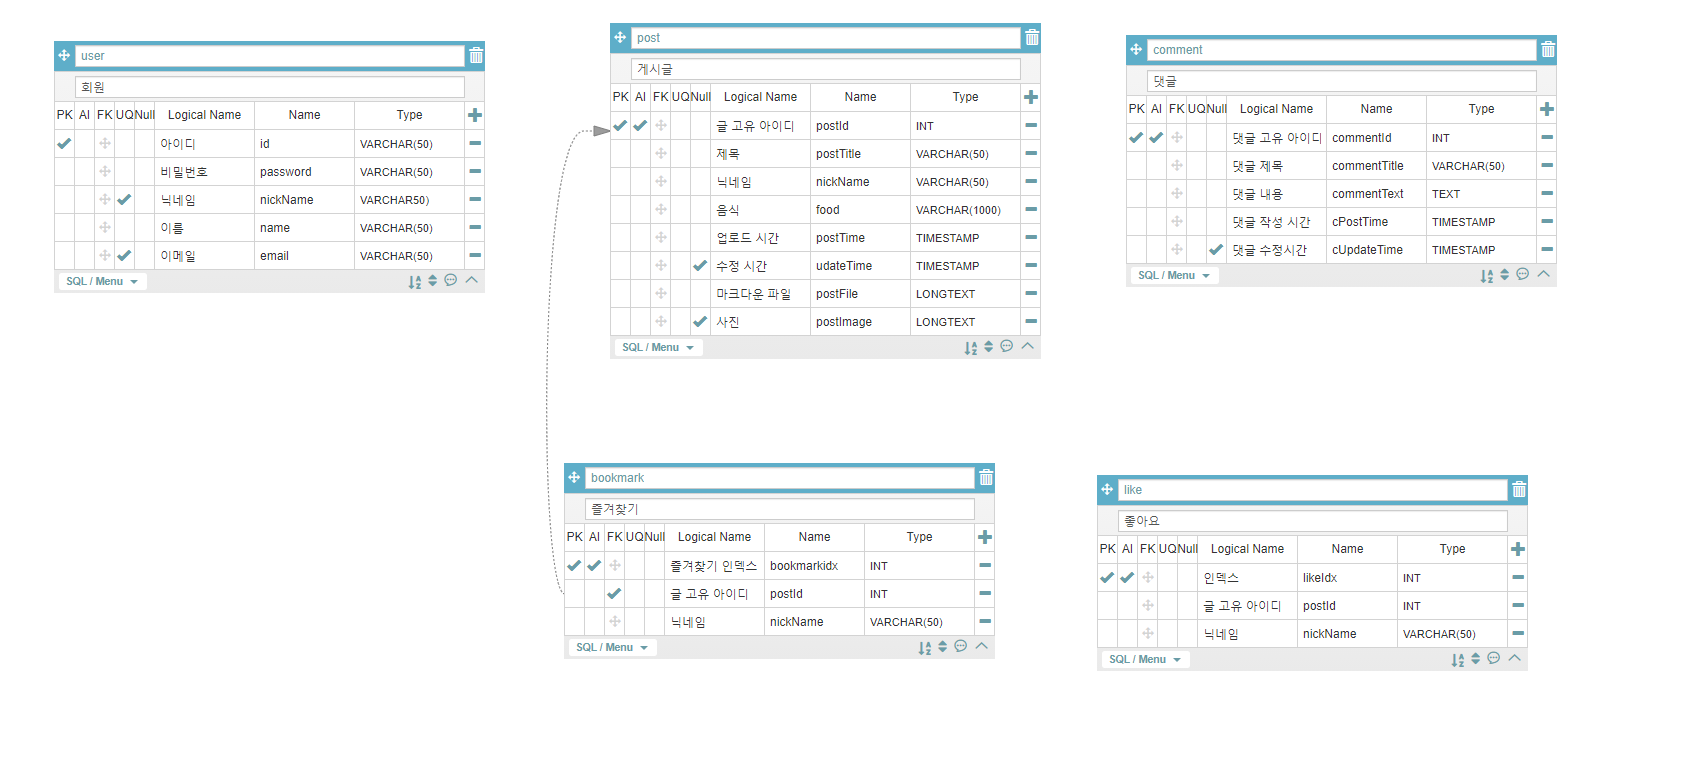 user
회원
PK AI FK UQ Null Logical Name Name Type
아이디 id VARCHAR(50)
비밀번호 password VARCHAR(50)
닉네임 nickName VARCHAR50)
이름 name VARCHAR(50)
이메일 email VARCHAR(50)
SQL / Menu
post
게시글
PK AI FK UQ Null Logical Name Name Type
글 고유 아이디 postId INT
제목 postTitle VARCHAR(50)
닉네임 nickName VARCHAR(50)
음식 food VARCHAR(1000)
업로드 시간 postTime TIMESTAMP
수정 시간 udateTime TIMESTAMP
마크다운 파일 postFile LONGTEXT
사진 postImage LONGTEXT
SQL / Menu
comment
댓글
PK AI FK UQ Null Logical Name Name Type
댓글 고유 아이디 commentId INT
댓글 제목 commentTitle VARCHAR(50)
댓글 내용 commentText TEXT
댓글 작성 시간 cPostTime TIMESTAMP
댓글 수정시간 cUpdateTime TIMESTAMP
SQL / Menu
bookmark
즐겨찾기
PK AI FK UQ Null Logical Name Name Type
즐겨찾기 인덱스 bookmarkidx INT
글 고유 아이디 postId INT
닉네임 nickName VARCHAR(50)
SQL / Menu
like
좋아요
PK AI FK UQ Null Logical Name Name Type
인덱스 likeIdx INT
글 고유 아이디 postId INT
닉네임 nickName VARCHAR(50)
SQL / Menu